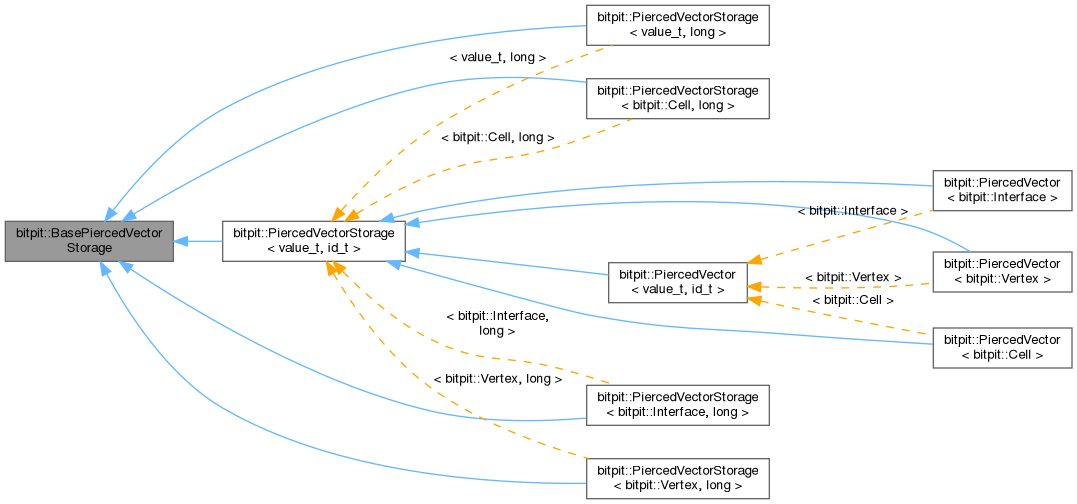 bitpit::PiercedVectorStorage
< value_t, long >
< value_t, long >
bitpit::PiercedVectorStorage
< bitpit::Cell, long >
< bitpit::Cell, long >
bitpit::PiercedVector
< bitpit::Interface >
< bitpit::Interface >
bitpit::BasePiercedVector
Storage
bitpit::PiercedVectorStorage
< value_t, id_t >
bitpit::PiercedVector
< value_t, id_t >
bitpit::PiercedVector
< bitpit::Vertex >
< bitpit::Vertex >
< bitpit::Cell >
bitpit::PiercedVector
< bitpit::Cell >
< bitpit::Interface,
long >
< bitpit::Vertex, long >
bitpit::PiercedVectorStorage
< bitpit::Interface, long >
bitpit::PiercedVectorStorage
< bitpit::Vertex, long >